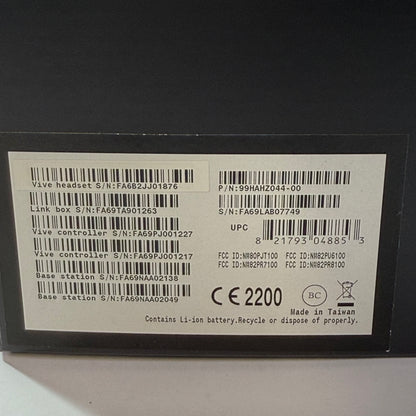 Vive headset S/N:FA6B2JJ01876
Link box S/N:FA69TA901263
Vive controller S/N:FA69PJ001227
Vive controller S/N:FA69PJ001217
Base station S/N:FA69NAA02138
Base station S/N:FA69NAA02049
P/N:99HAHZ044-00
S/N:FA69LAB07749
UPC
8 21793 04885 3
FCC ID:NM80PJT100 FCC ID:NM82PU6100
FCC ID:NM82PR7100 FCC ID:NM82PR8100
CE 2200
BC
Made in Taiwan
Contains Li-ion battery.Recycle or dispose of properly.